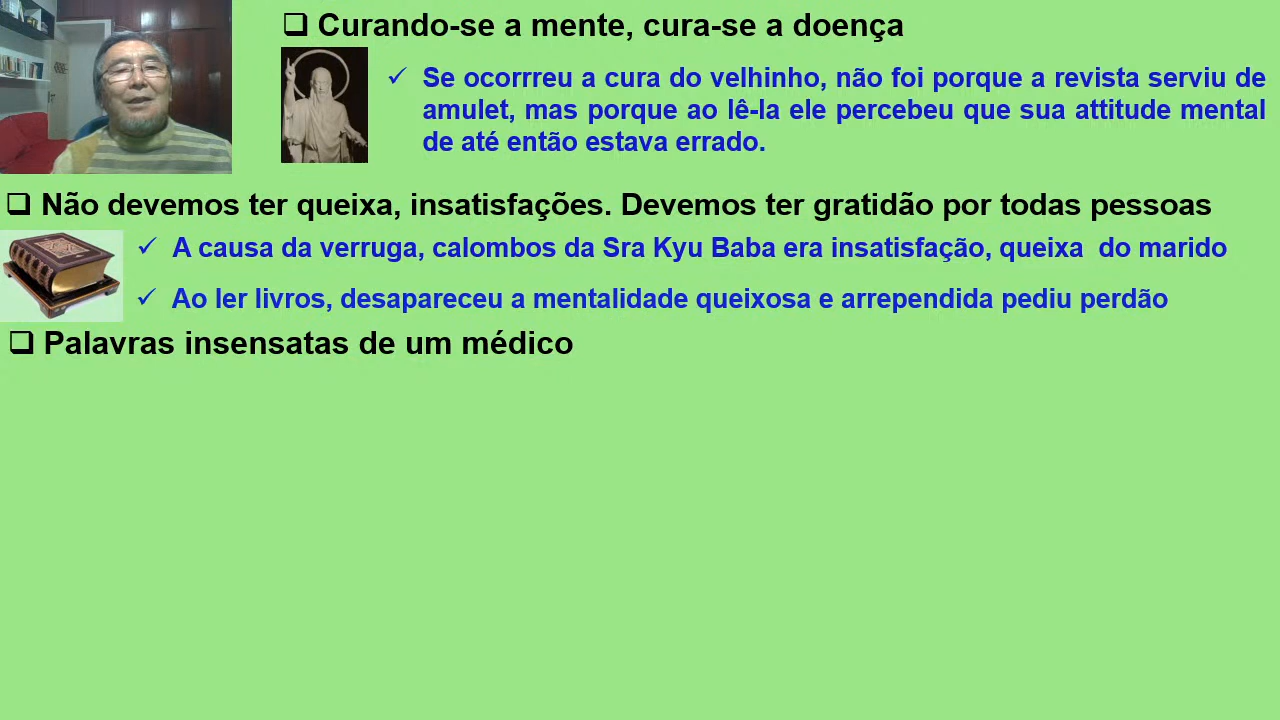 ❑ Curando-se a mente, cura-se a doença
✓ Se ocorrreu a cura do velhinho, não foi porque a revista serviu de
amulet, mas porque ao lê-la ele percebeu que sua attitude mental
de até então estava errado.
❑ Não devemos ter queixa, insatisfações. Devemos ter gratidão por todas pessoas
✓ A causa da verruga, calombos da Sra Kyu Baba era insatisfação, queixa do marido
✓ Ao ler livros, desapareceu a mentalidade queixosa e arrependida pediu perdão
❑ Palavras insensatas de um médico